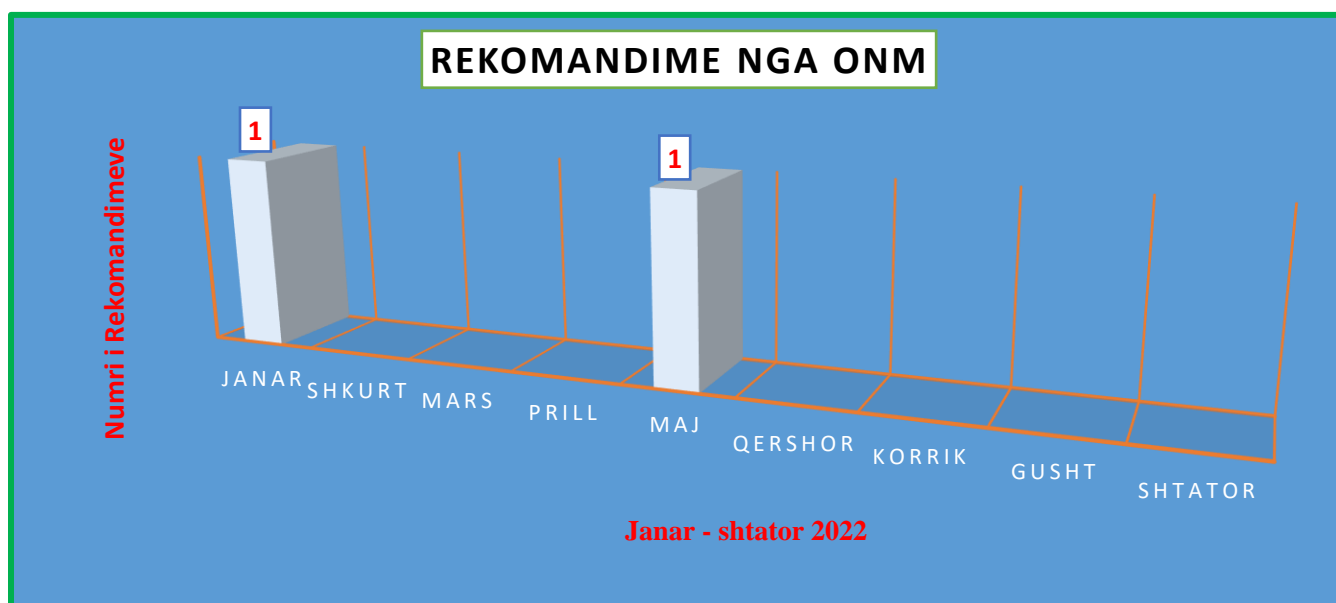 REKOMANDIME NGA ONM
1
1
Numri i Rekomandimeve
JANAR
SHKURT
MARS
PRILL
MAJ
QERSHOR
KORRIK
GUSHT
SHTATOR
Janar - shtator 2022